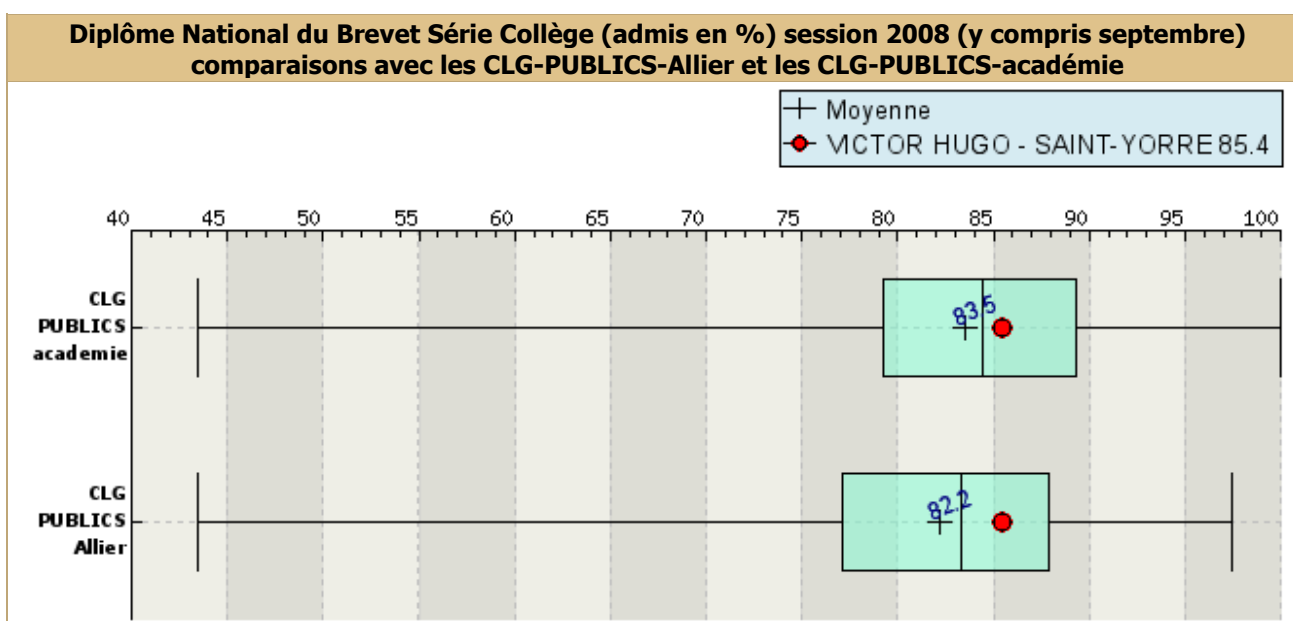 Diplôme National du Brevet Série Collège (admis en %) session 2008 (y compris septembre)
comparaisons avec les CLG-PUBLICS-Allier et les CLG-PUBLICS-académie
Moyenne
VICTOR HUGO - SAINT-YORRE 85.4
40 45 50 55 60 65 70 75 80 85 90 95 100
CLG
PUBLICS
academie
83.5
CLG
PUBLICS
Allier
82.2